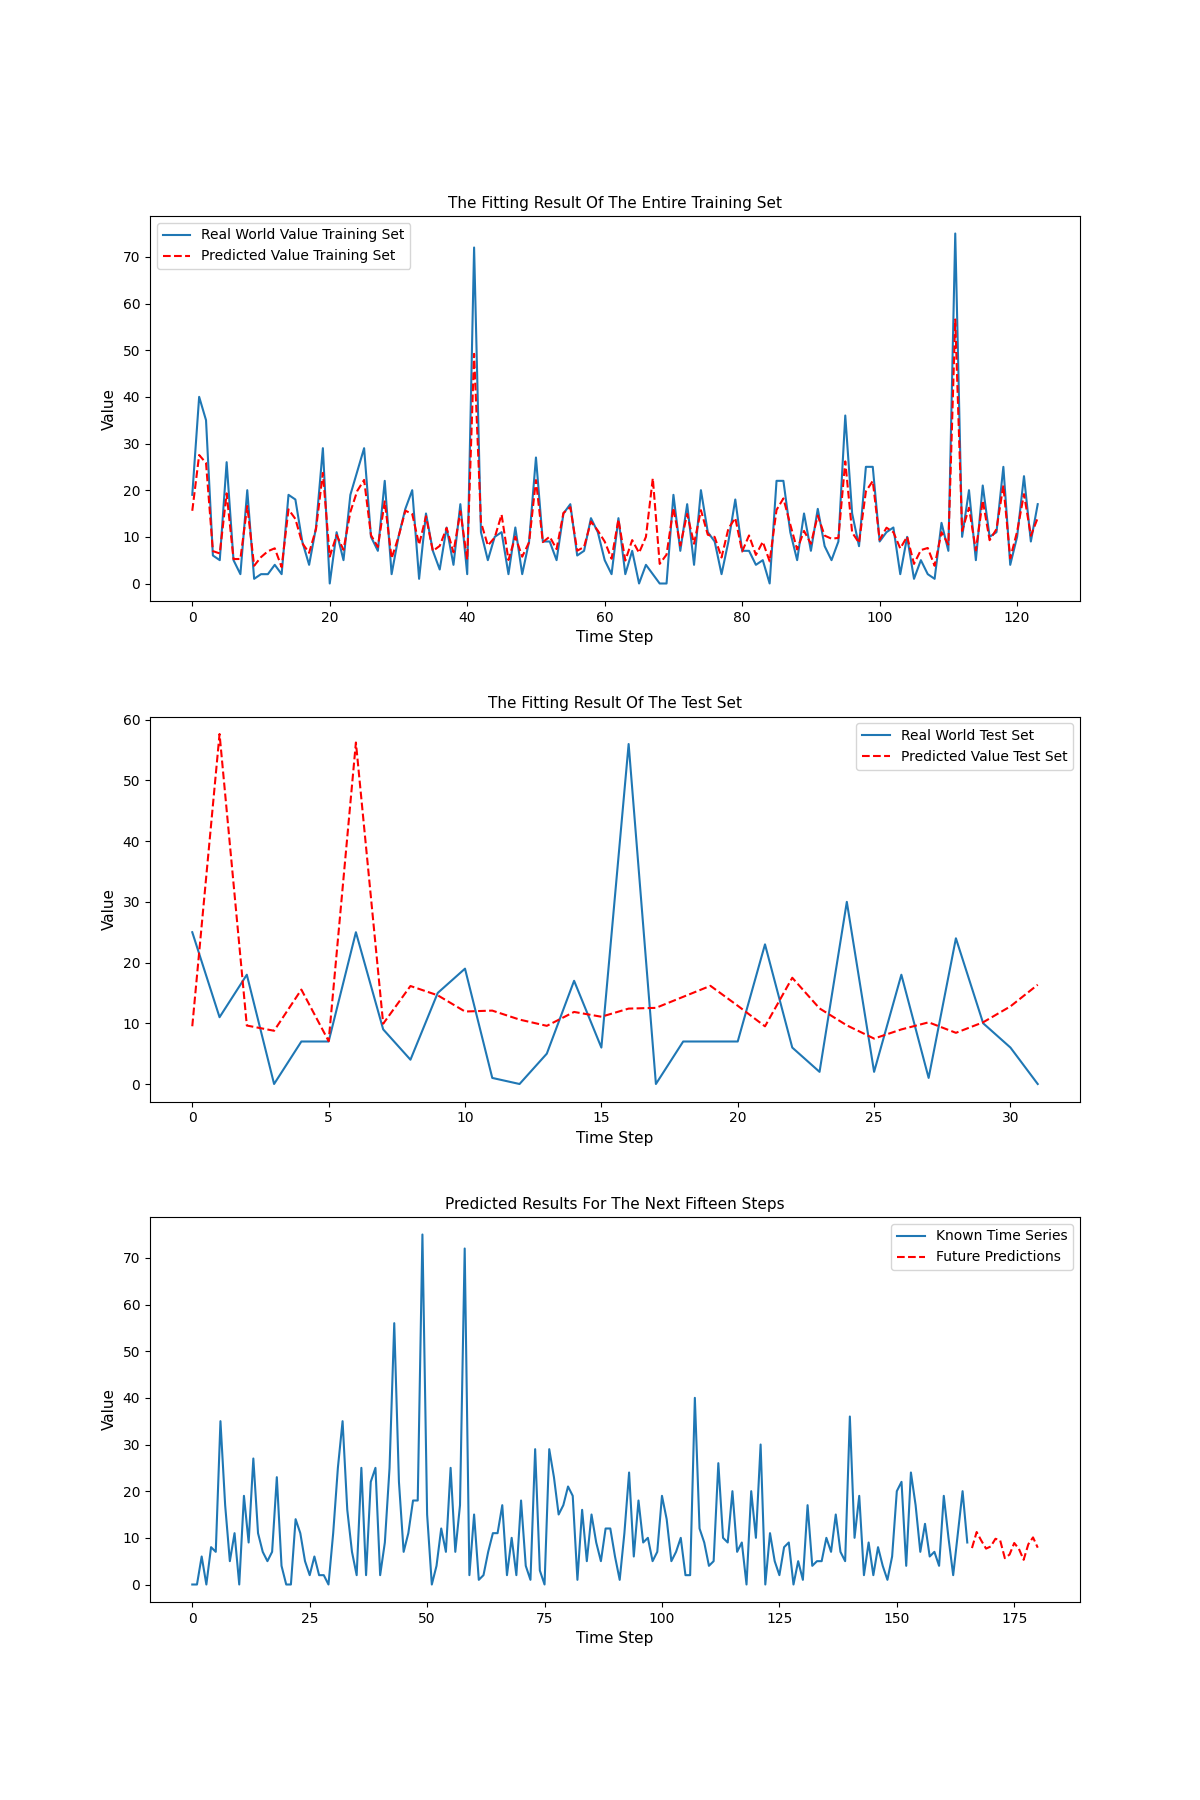 The Fitting Result Of The Entire Training Set
Real World Value Training Set
Predicted Value Training Set
Value
70
60
50
40
30
20
10
0
0 20 40 60 80 100 120
Time Step
The Fitting Result Of The Test Set
Real World Test Set
Predicted Value Test Set
Value
60
50
40
30
20
10
0
0 5 10 15 20 25 30
Time Step
Predicted Results For The Next Fifteen Steps
Known Time Series
Future Predictions
Value
70
60
50
40
30
20
10
0
0 25 50 75 100 125 150 175
Time Step